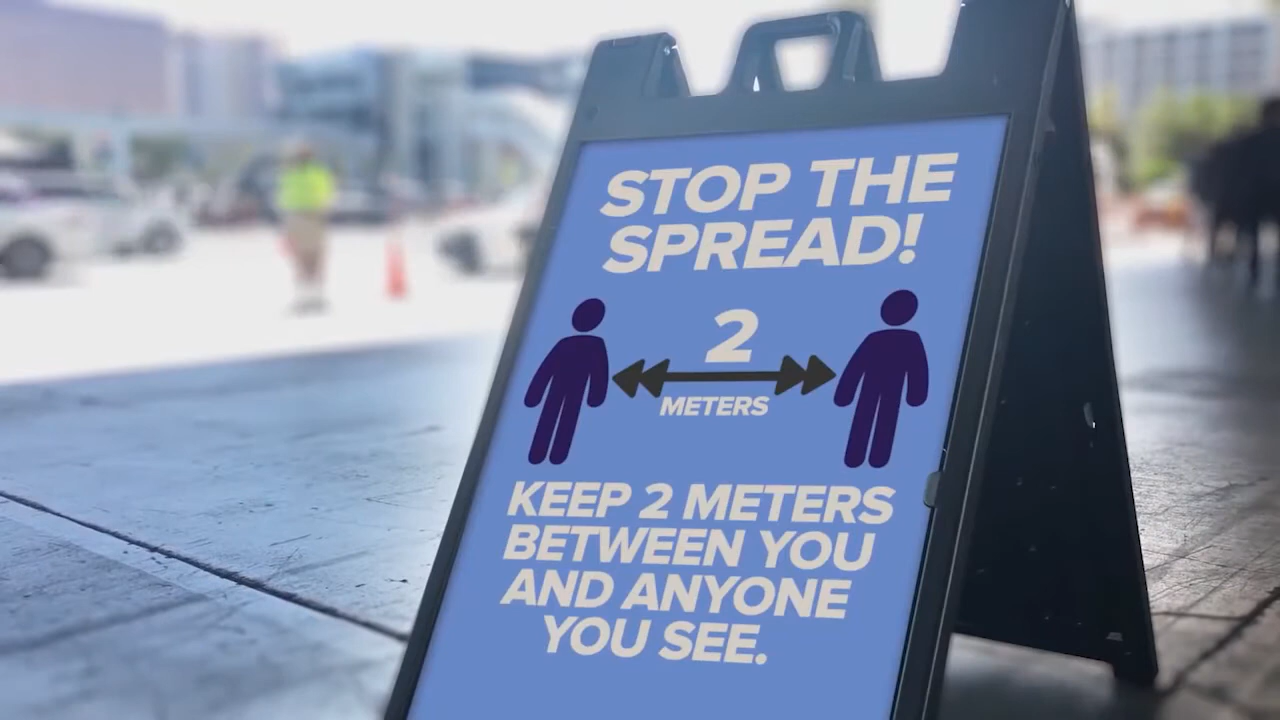 STOP THE
SPREAD!
2
METERS
KEEP 2 METERS
BETWEEN YOU
AND ANYONE
YOU SEE.